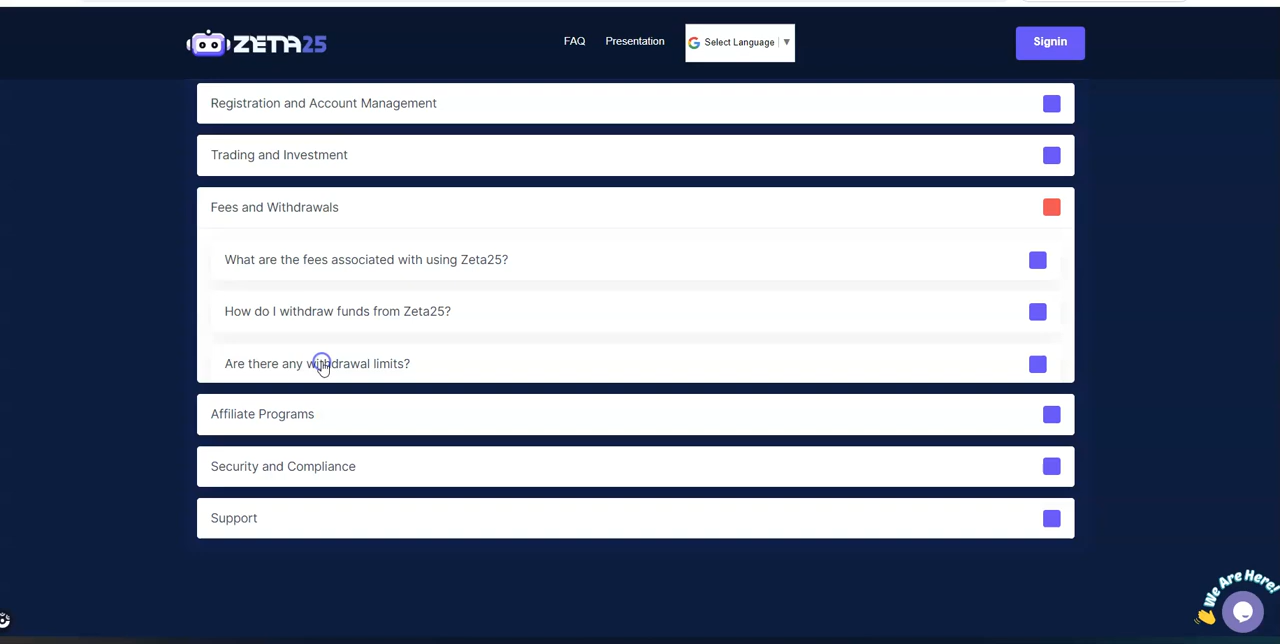 ZETA25
FAQ
Presentation
Select Language
Signin
Registration and Account Management
Trading and Investment
Fees and Withdrawals
What are the fees associated with using Zeta25?
How do I withdraw funds from Zeta25?
Are there any withdrawal limits?
Affiliate Programs
Security and Compliance
Support
We Are Here!